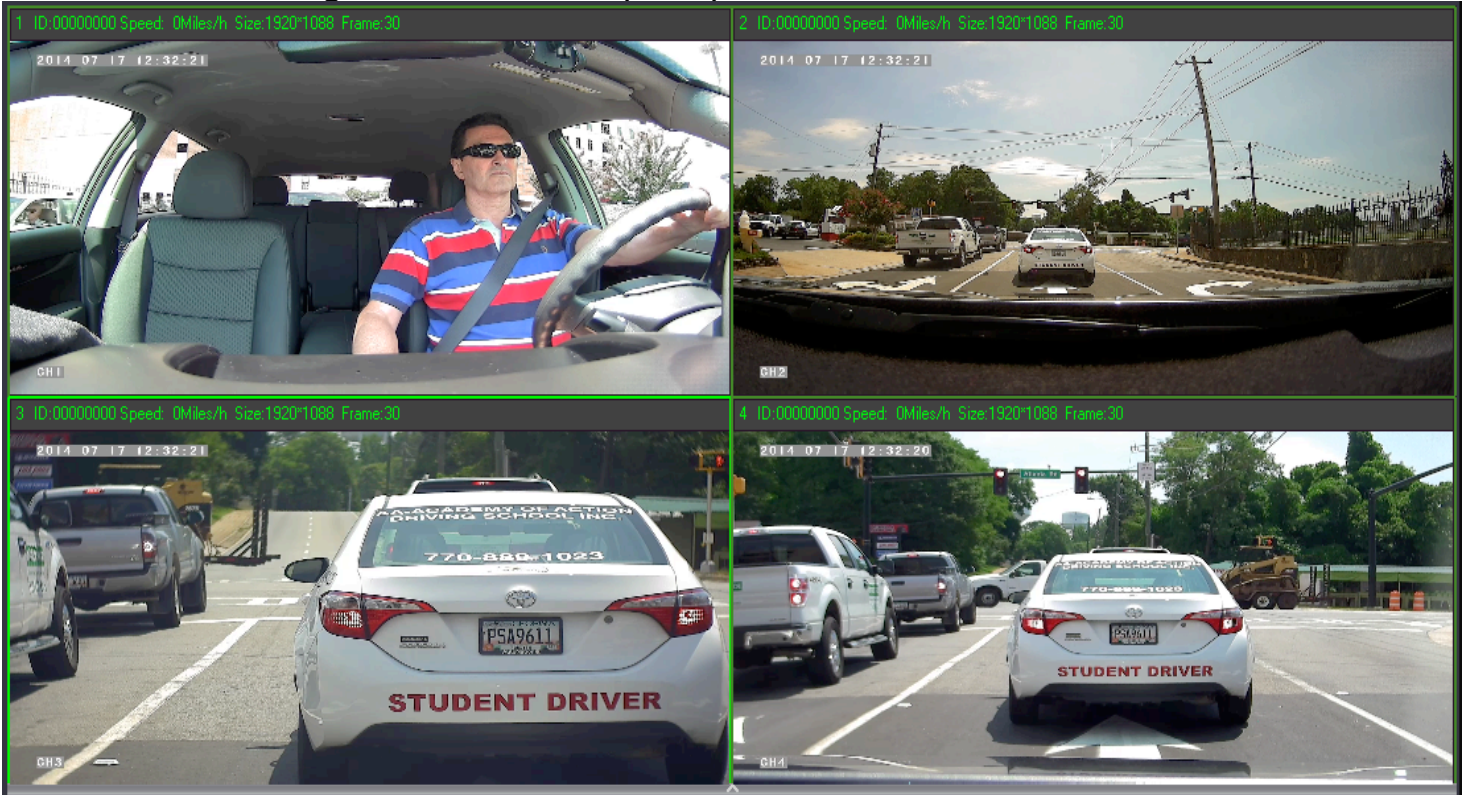 1 ID:00000000 Speed: 0Miles/h Size:1920*1088 Frame:30
2014 07 17 12:32:21
CH1
2 ID:00000000 Speed: 0Miles/h Size:1920*1088 Frame:30
2014 07 17 12:32:21
CH2
3 ID:00000000 Speed: 0Miles/h Size:1920*1088 Frame:30
2014 07 17 12:32:21
AA-ACADEMY OF ACTION
DRIVING SCHOOL INC.
770-889-1023
PSA9611
STUDENT DRIVER
CH3
4 ID:00000000 Speed: 0Miles/h Size:1920*1088 Frame:30
2014 07 17 12:32:20
DRIVING SCHOOL INC.
PSA9611
STUDENT DRIVER
CH4